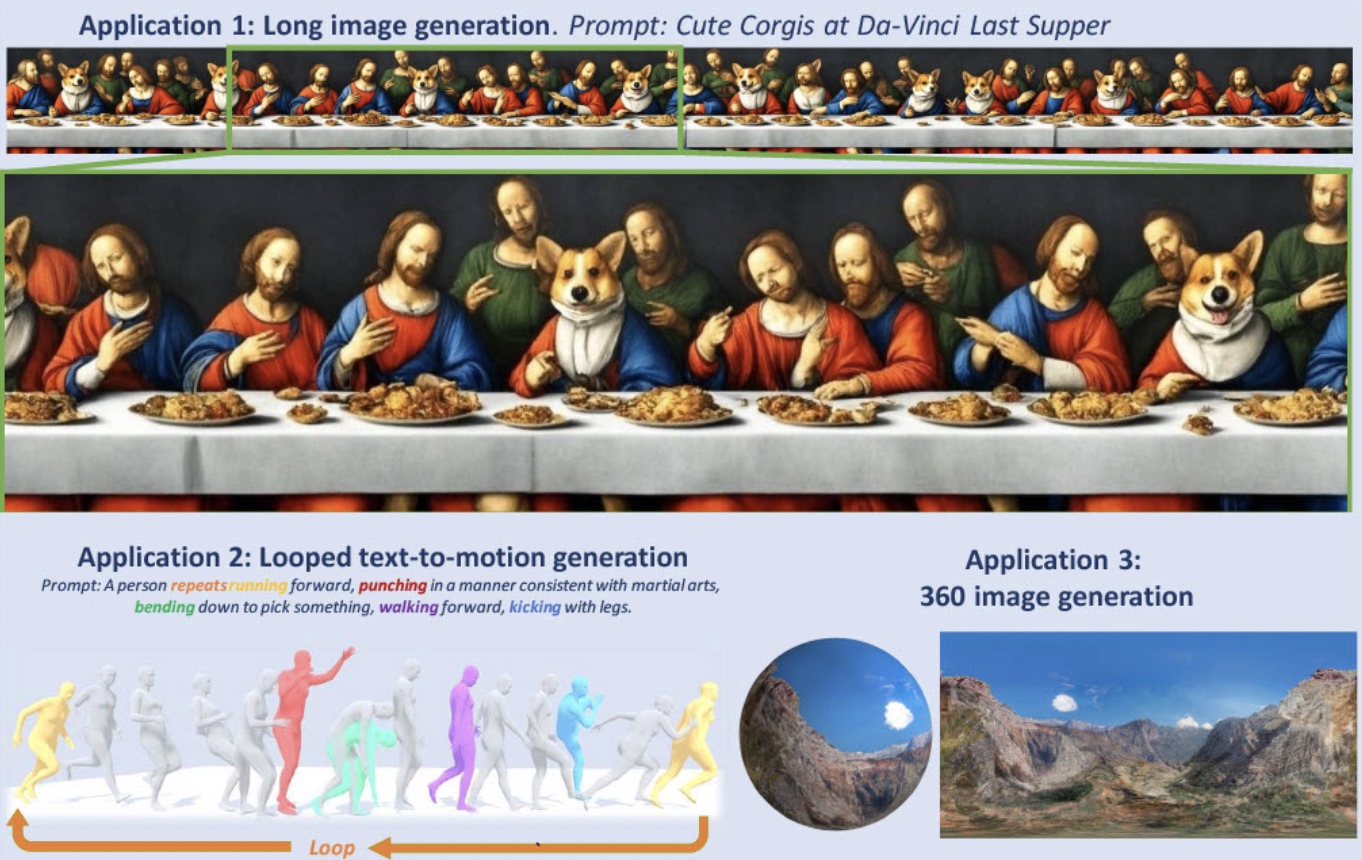 Application 1: Long image generation. Prompt: Cute Corgis at Da-Vinci Last Supper
Application 2: Looped text-to-motion generation
Prompt: A person repeats running forward, punching in a manner consistent with martial arts,
bending down to pick something, walking forward, kicking with legs.
Application 3:
360 image generation
Loop